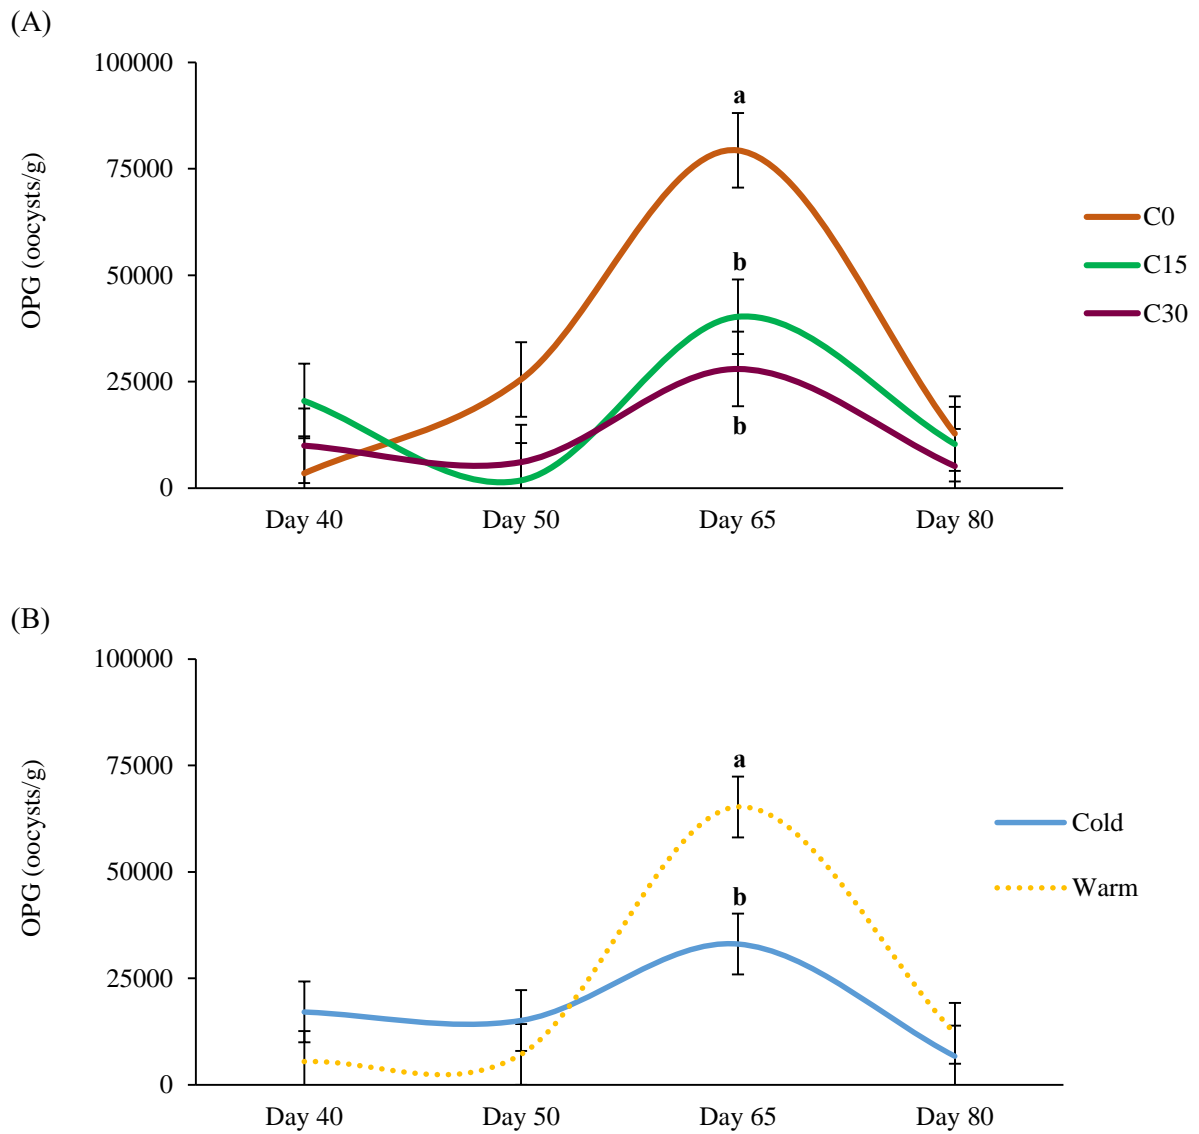 (A)
100000
a
75000
OPG (oocysts/g)
C0
b
50000
C15
C30
25000
b
0
Day 40 Day 50 Day 65 Day 80
(B)
100000
a
75000
OPG (oocysts/g)
Cold
50000
b
Warm
25000
0
Day 40 Day 50 Day 65 Day 80